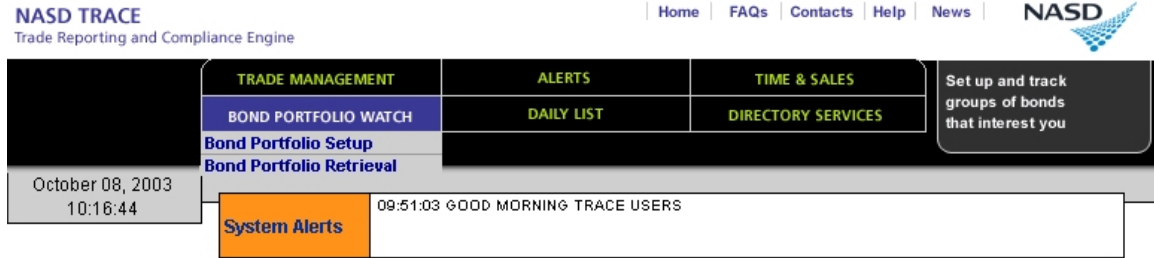 NASD TRACE
Trade Reporting and Compliance Engine
Home FAQs Contacts Help News
NASD
TRADE MANAGEMENT ALERTS TIME & SALES
BOND PORTFOLIO WATCH DAILY LIST DIRECTORY SERVICES
Set up and track
groups of bonds
that interest you
Bond Portfolio Setup
Bond Portfolio Retrieval
October 08, 2003
10:16:44
System Alerts
09:51:03 GOOD MORNING TRACE USERS